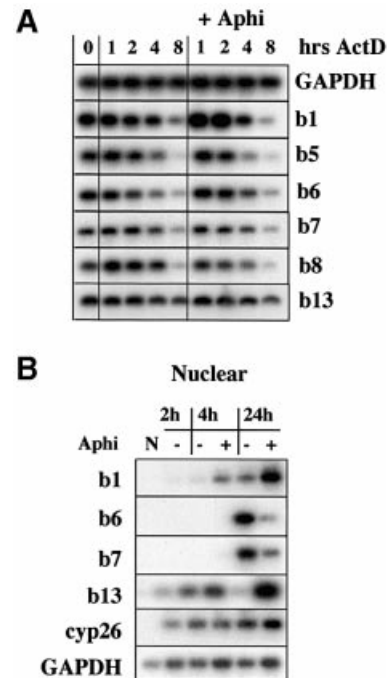 A
+ Aphi
0 1 2 4 8 1 2 4 8 hrs ActD
GAPDH
b1
b5
b6
b7
b8
b13
B
Nuclear
2h 4h 24h
Aphi N - - + - +
b1
b6
b7
b13
cyp26
GAPDH